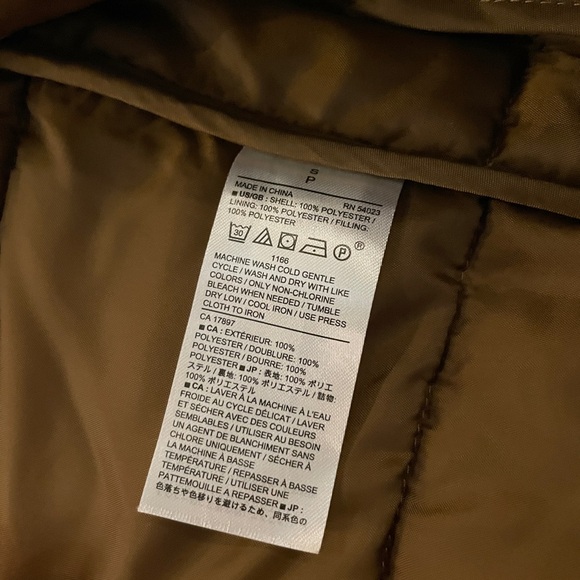 S
P
MADE IN CHINA RN 54023
■ US/GB : SHELL: 100% POLYESTER /
LINING: 100% POLYESTER / FILLING:
100% POLYESTER
30 P
1166
MACHINE WASH COLD GENTLE
CYCLE / WASH AND DRY WITH LIKE
COLORS / ONLY NON-CHLORINE
BLEACH WHEN NEEDED / TUMBLE
DRY LOW / COOL IRON / USE PRESS
CLOTH TO IRON
CA 17897
■ CA : EXTÉRIEUR: 100%
POLYESTER / DOUBLURE: 100%
POLYESTER / BOURRE: 100%
POLYESTER ■ JP : 表地: 100% ポリエ
ステル / 裏地: 100% ポリエステル / 詰物:
100% ポリエステル
■ CA : LAVER À LA MACHINE À L'EAU
FROIDE AU CYCLE DÉLICAT / LAVER
ET SÉCHER AVEC DES COULEURS
SEMBLABLES / UTILISER AU BESOIN
UN AGENT DE BLANCHIMENT SANS
CHLORE UNIQUEMENT / SÉCHER À
LA MACHINE À BASSE
TEMPÉRATURE / REPASSER À BASSE
TEMPÉRATURE / UTILISER UNE
PATTEMOUILLE À REPASSER ■ JP :
色落ちや色移りを避けるため、同系色の